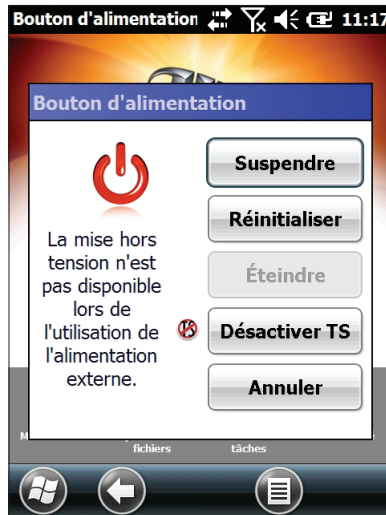 Bouton d'alimentation 11:17
Bouton d'alimentation
La mise hors
tension n'est
pas disponible
lors de
l'utilisation de
l'alimentation
externe.
Suspendre
Réinitialiser
Éteindre
TS
Désactiver TS
Annuler
fichiers
tâches